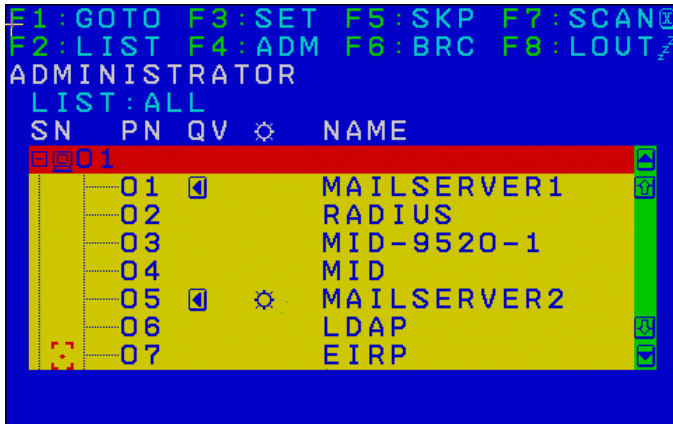 F1:GOTO F3:SET F5:SKP F7:SCAN
F2:LIST F4:ADM F6:BRC F8:LOUT
ADMINISTRATOR
LIST:ALL
SN PN QV NAME
01
01 MAILSERVER1
02 RADIUS
03 MID-9520-1
04 MID
05 MAILSERVER2
06 LDAP
07 EIRP